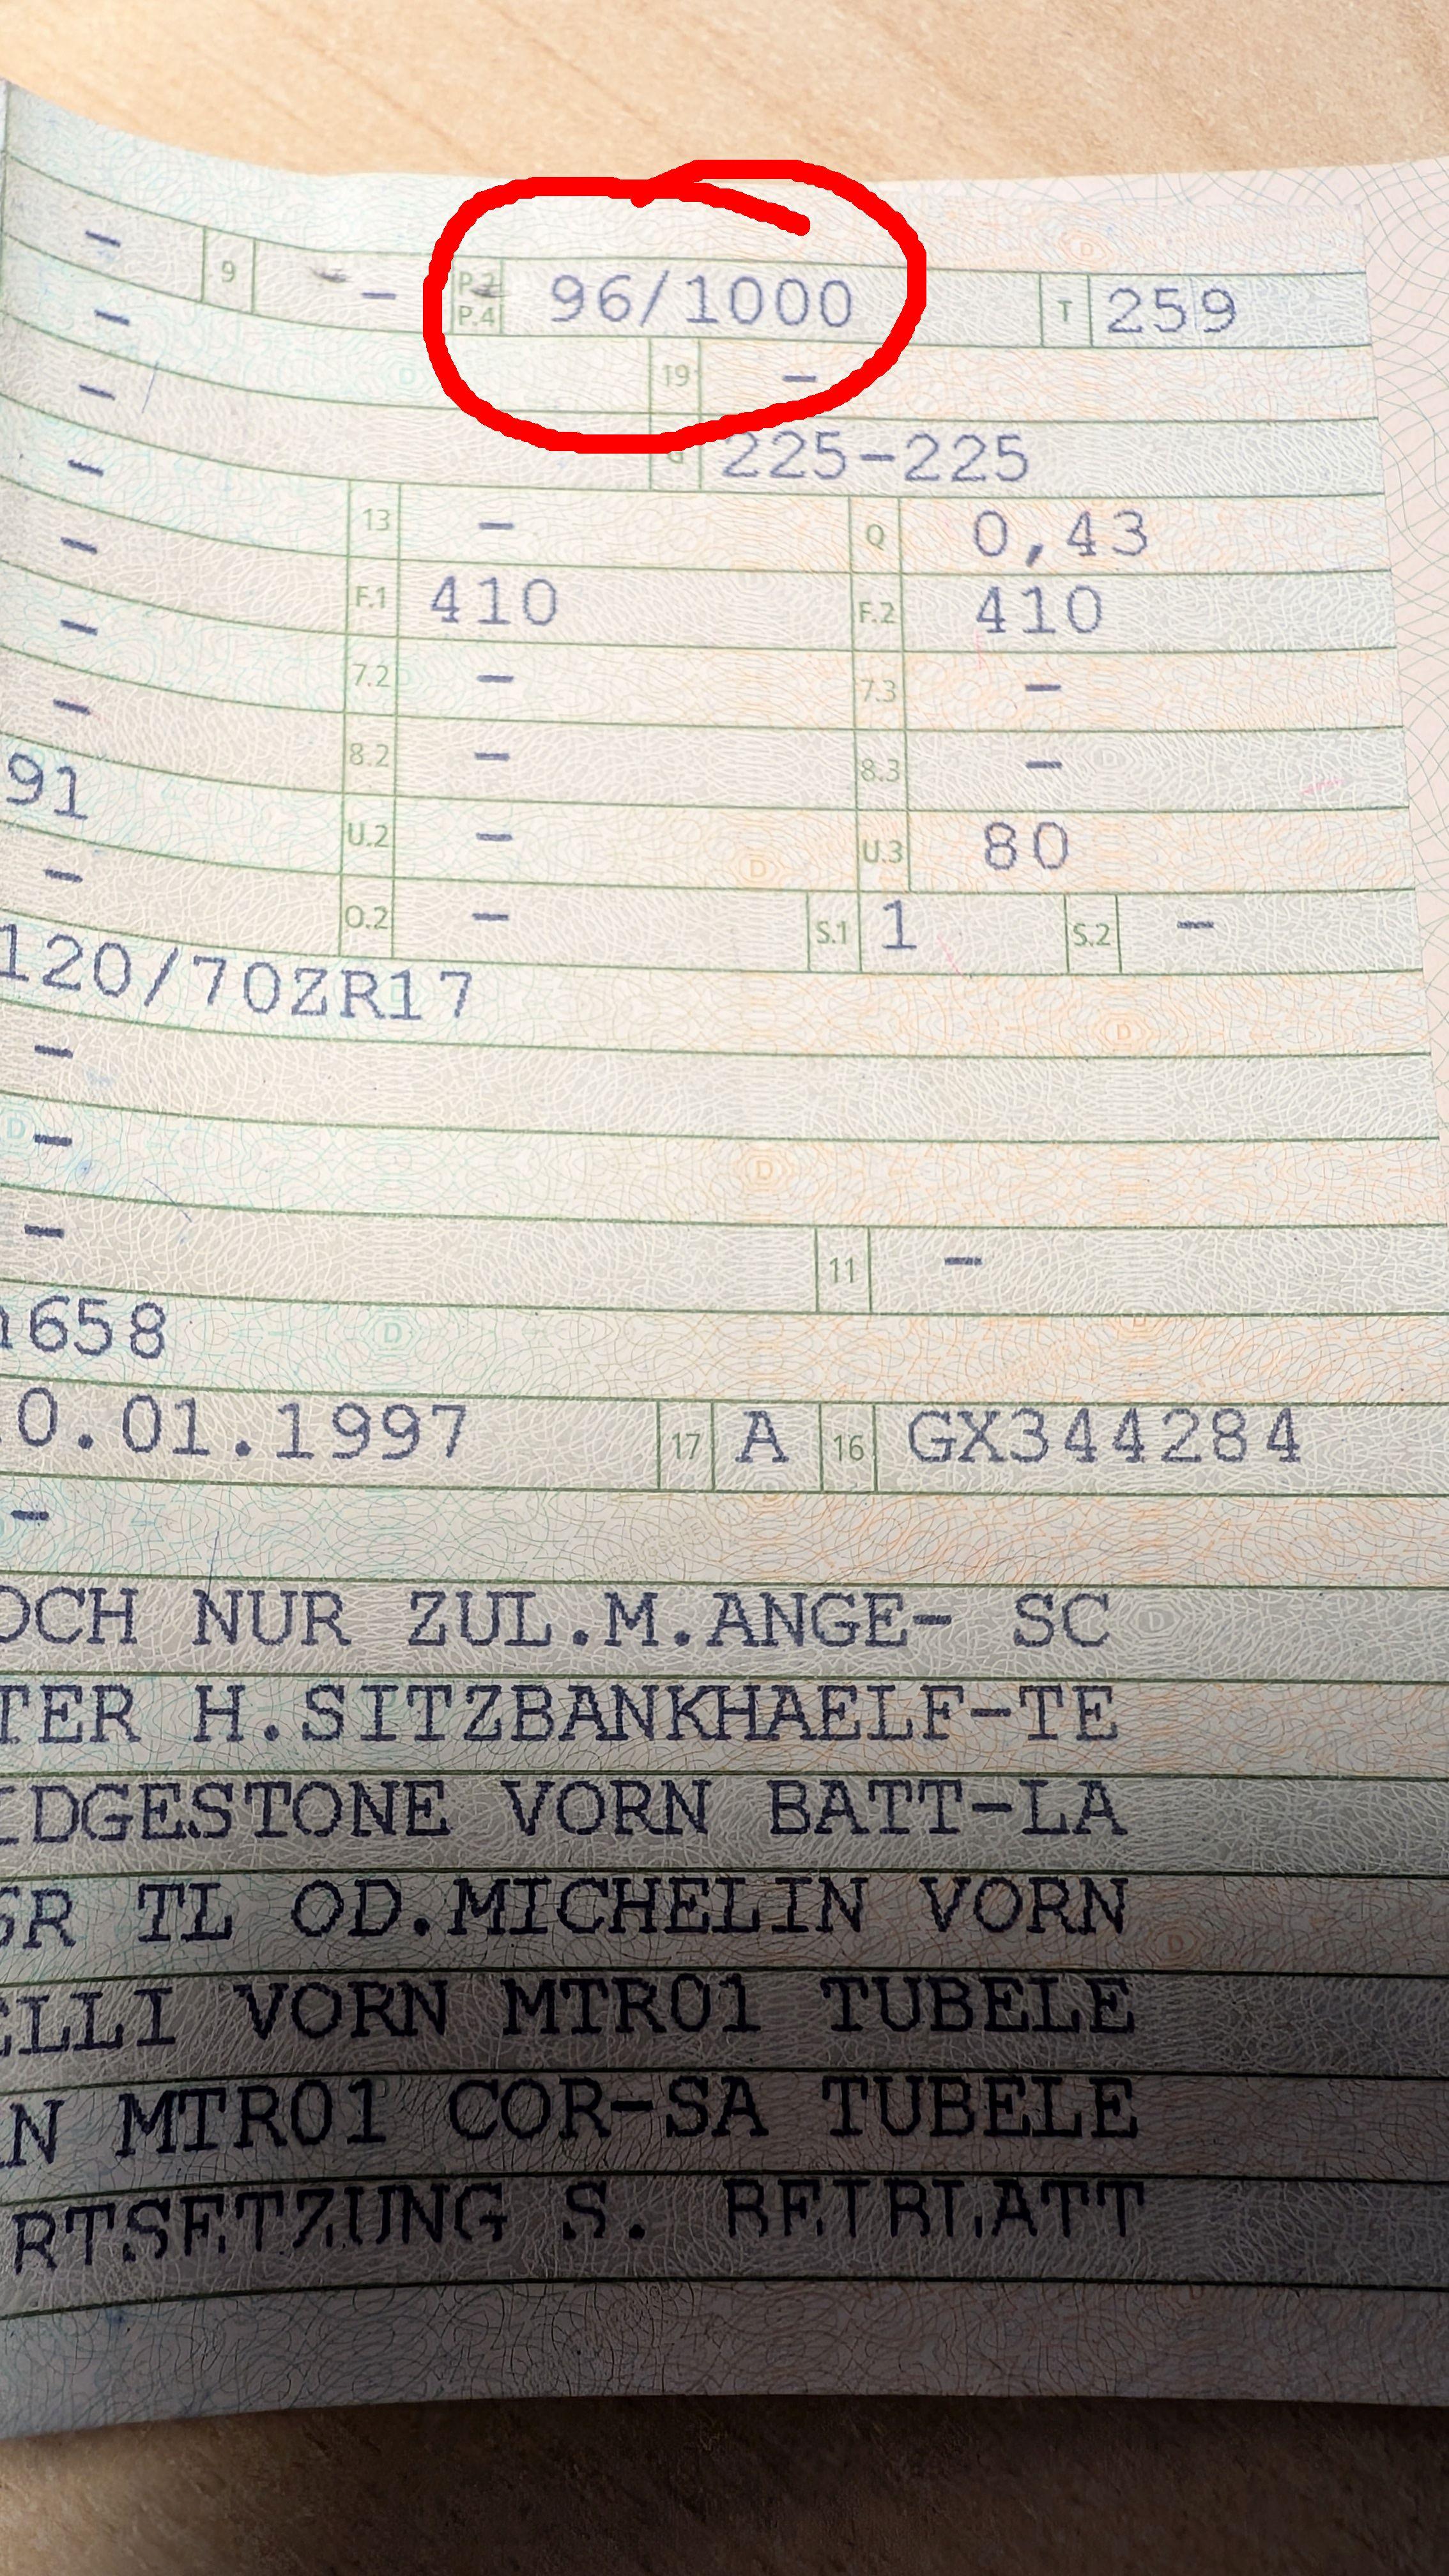 - 9 - P.2 P.4 96/1000 T 259
- 19 -
- G 225-225
- 13 - Q 0,43
- F.1 410 F.2 410
- 7.2 - 7.3 -
- 8.2 - 8.3 -
91 U.2 - U.3 80
- O.2 - S.1 1 S.2 -
120/70ZR17
-
-
- 11 -
658
0.01.1997 17 A 16 GX344284
-
OCH NUR ZUL.M.ANGE- SC
TER H.SITZBANKHAELF-TE
IDGESTONE VORN BATT-LA
SR TL OD.MICHELIN VORN
ELLI VORN MTR01 TUBELE
N MTR01 COR-SA TUBELE
RTSETZUNG S. BEIBLATT